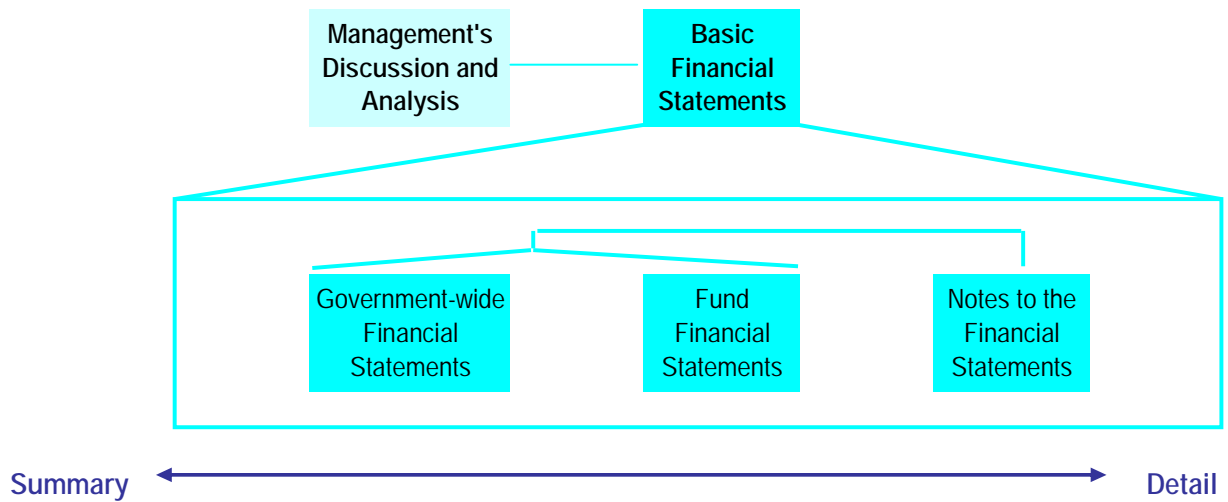 Management's
Discussion and
Analysis
Basic
Financial
Statements
Government-wide
Financial
Statements
Fund
Financial
Statements
Notes to the
Financial
Statements
Summary
Detail